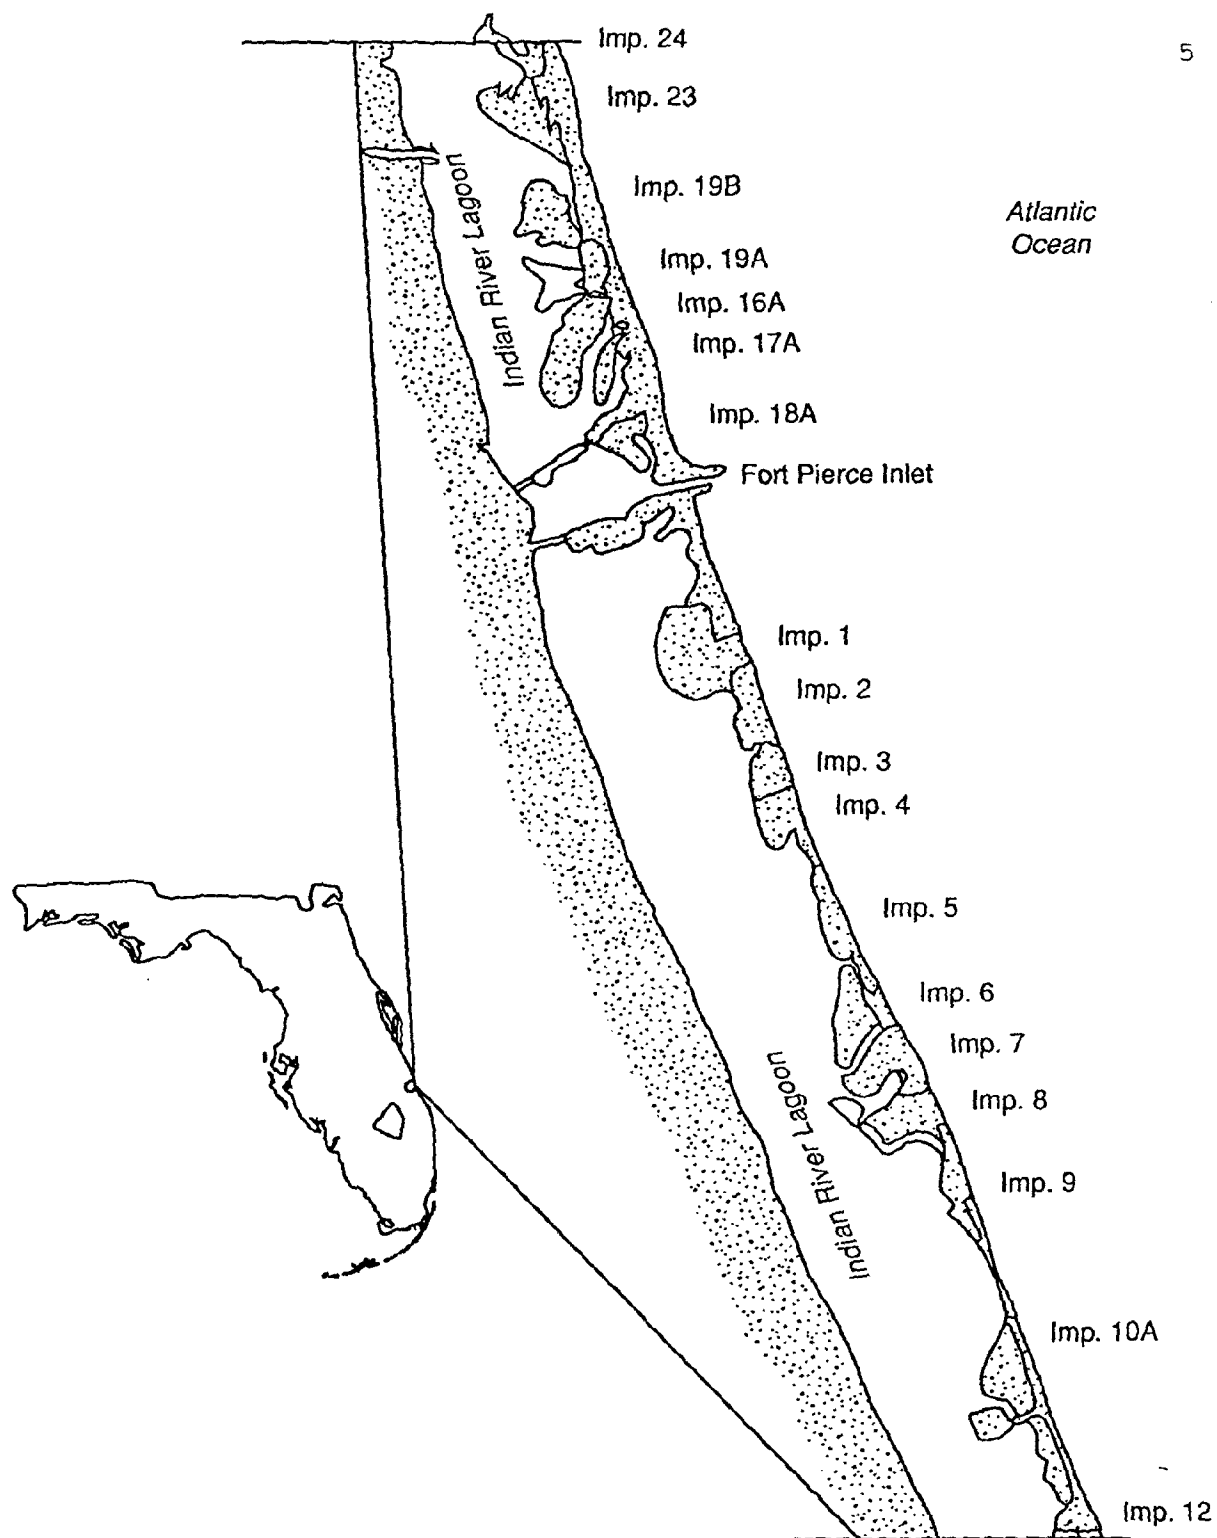 Imp. 24
5
Imp. 23
Indian River Lagoon
Imp. 19B
Atlantic
Ocean
Imp. 19A
Imp. 16A
Imp. 17A
Imp. 18A
Fort Pierce Inlet
Imp. 1
Imp. 2
Imp. 3
Imp. 4
Imp. 5
Imp. 6
Imp. 7
Indian River Lagoon
Imp. 8
Imp. 9
Imp. 10A
Imp. 12